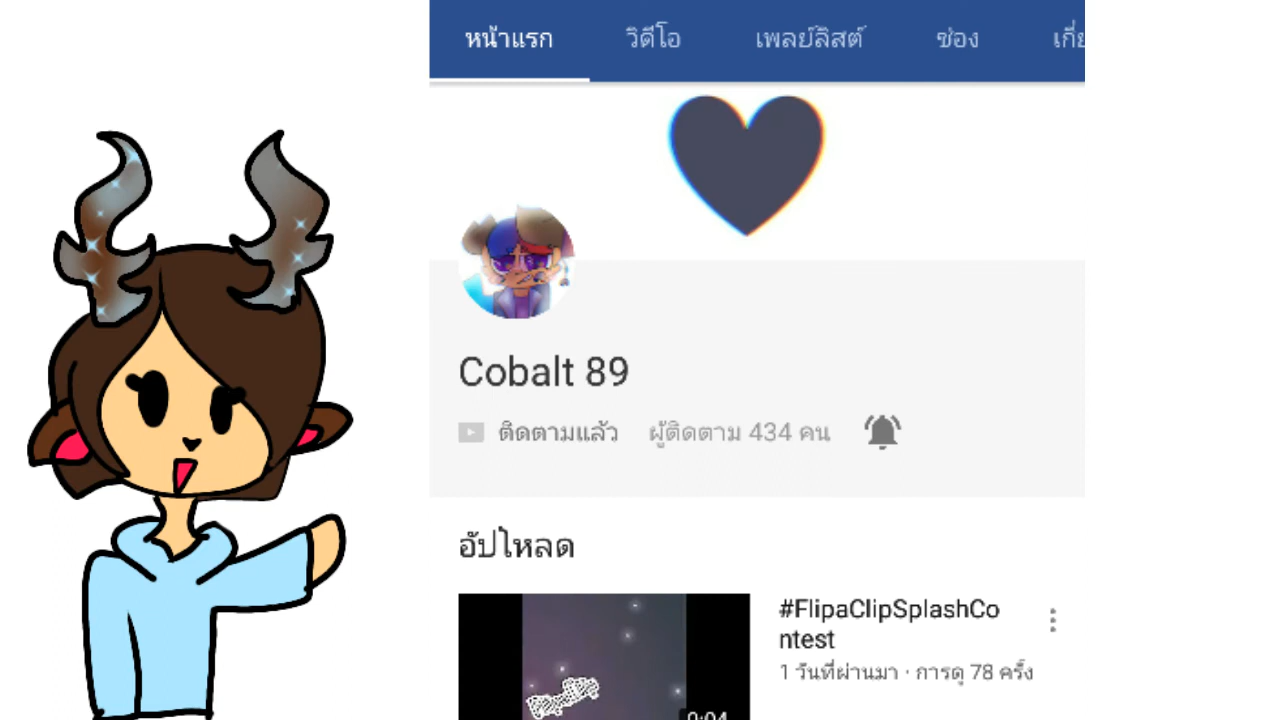 หน้าแรก วิดีโอ เพลย์ลิสต์ ช่อง
Cobalt 89
ติดตามแล้ว ผู้ติดตาม 434 คน
อัปโหลด
#FlipaClipSplashCo
ntest
1 วันที่ผ่านมา · การดู 78 ครั้ง
0:04